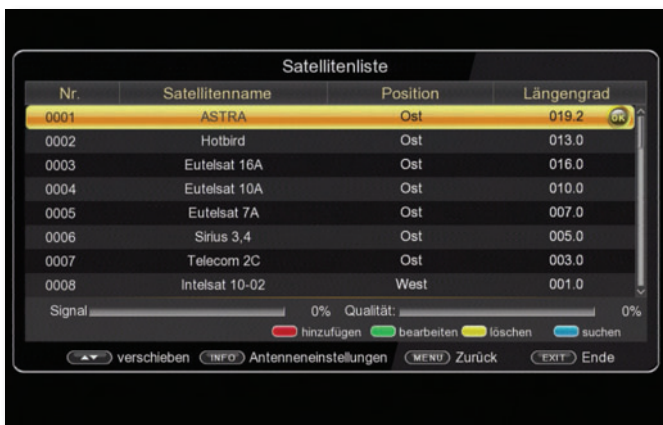 Satellitenliste
Nr. Satellitenname Position Längengrad
0001 ASTRA Ost 019.2 OK
0002 Hotbird Ost 013.0
0003 Eutelsat 16A Ost 016.0
0004 Eutelsat 10A Ost 010.0
0005 Eutelsat 7A Ost 007.0
0006 Sirius 3,4 Ost 005.0
0007 Telecom 2C Ost 003.0
0008 Intelsat 10-02 West 001.0
Signal 0% Qualität: 0%
hinzufügen bearbeiten löschen suchen
verschieben INFO Antenneneinstellungen MENU Zurück EXIT Ende